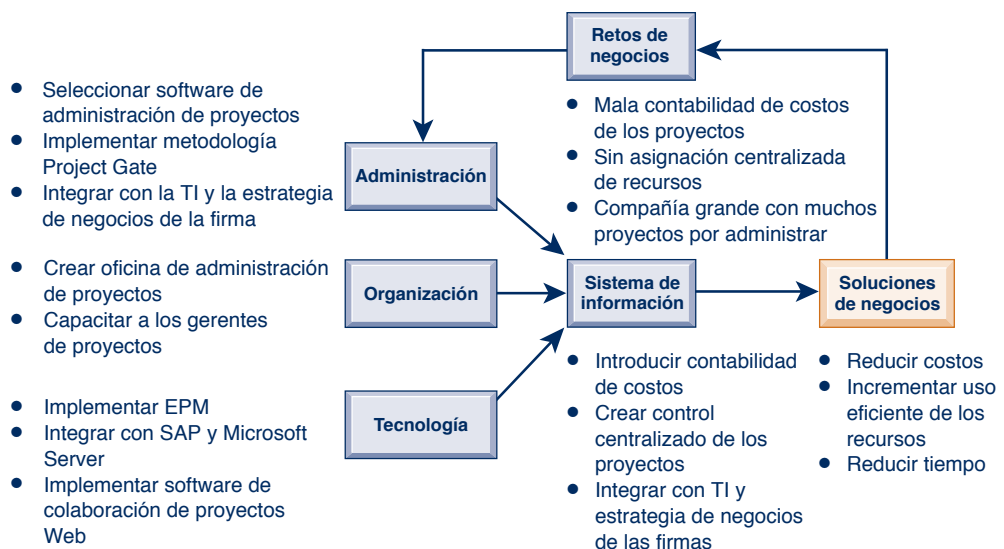 Retos de
negocios
Seleccionar software de
administración de proyectos
Implementar metodología
Project Gate
Integrar con la TI y la estrategia
de negocios de la firma
Administración
Mala contabilidad de costos
de los proyectos
Sin asignación centralizada
de recursos
Compañía grande con muchos
proyectos por administrar
Crear oficina de administración
de proyectos
Capacitar a los gerentes
de proyectos
Organización
Sistema de
información
Soluciones
de negocios
Implementar EPM
Integrar con SAP y Microsoft
Server
Implementar software de
colaboración de proyectos
Web
Tecnología
Introducir contabilidad
de costos
Crear control
centralizado de los
proyectos
Integrar con TI y
estrategia de negocios
de las firmas
Reducir costos
Incrementar uso
eficiente de los
recursos
Reducir tiempo